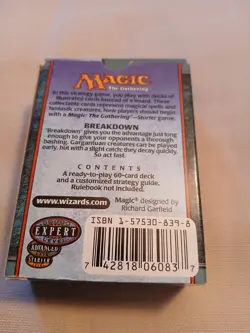 MAGIC
The Gathering
In this strategy game, you play with decks of
illustrated cards instead of a board. These
collectable cards represent magical spells and
fantastic creatures. New players should begin
with a Magic: The Gathering—Starter game.
BREAKDOWN
"Breakdown" gives you the advantage just long
enough to give your opponents a thorough
bashing. Gargantuan creatures can be played
early, but with a slight catch: they decay quickly.
So act fast.
CONTENTS
A ready-to-play 60-card deck
and a customized strategy guide.
Rulebook not included.
www.wizards.com
Magic® designed by
Richard Garfield
EXPERT
LEVEL
ADVANCED
STARTER
ISBN 1-57530-839-8
7 42818 06083 7